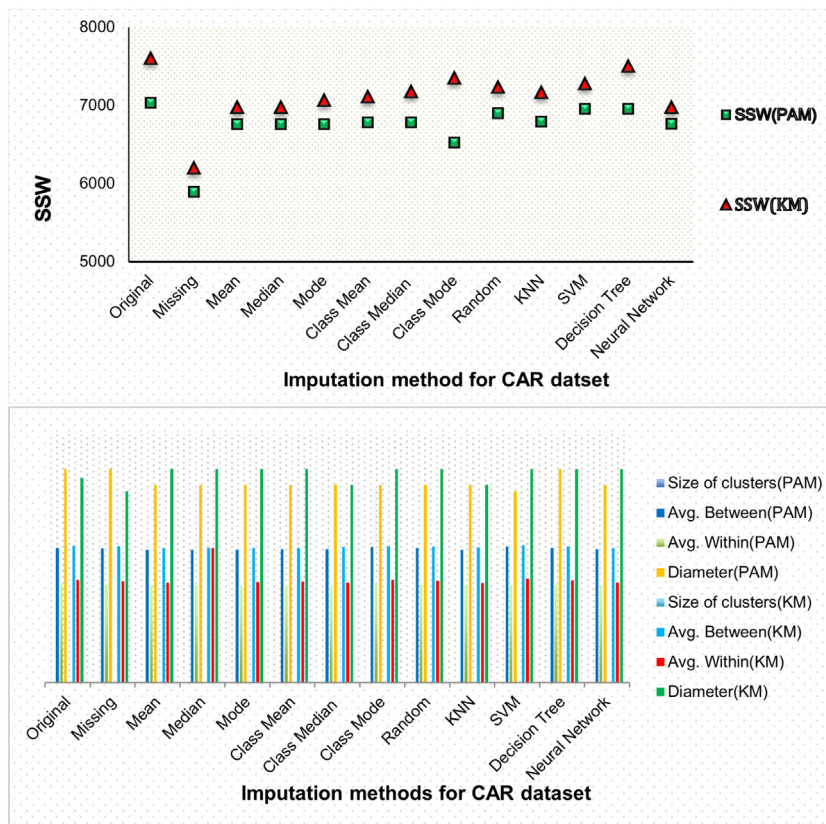 8000
7000
6000
5000
SSW
SSW(PAM)
SSW(KM)
Original
Missing
Mean
Median
Mode
Class Mean
Class Median
Class Mode
Random
KNN
SVM
Decision Tree
Neural Network
Imputation method for CAR datset
Size of clusters(PAM)
Avg. Between(PAM)
Avg. Within(PAM)
Diameter(PAM)
Size of clusters(KM)
Avg. Between(KM)
Avg. Within(KM)
Diameter(KM)
Original
Missing
Mean
Median
Mode
Class Mean
Class Median
Class Mode
Random
KNN
SVM
Decision Tree
Neural Network
Imputation methods for CAR dataset